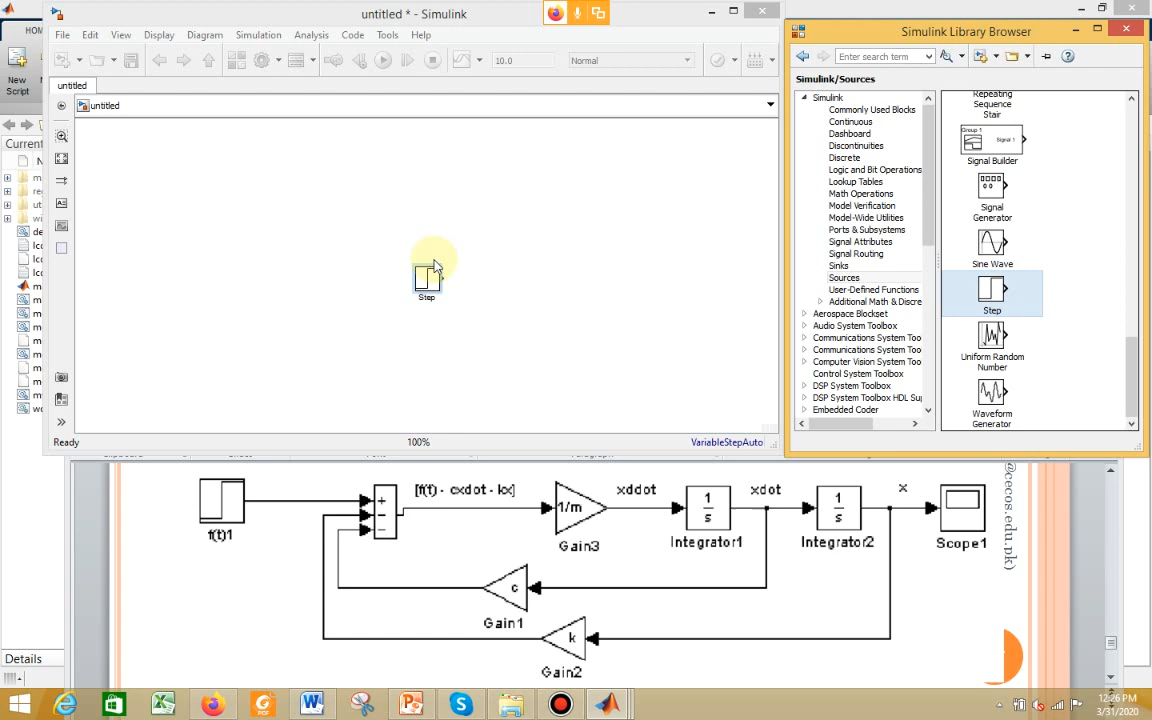 untitled * - Simulink
HOM
New
Script
File Edit View Display Diagram Simulation Analysis Code Tools Help
10.0
Normal
untitled
untitled
Current
N
Step
Ready
100%
VariableStepAuto
Details
Simulink Library Browser
Enter search term
Simulink/Sources
Simulink
Commonly Used Blocks
Continuous
Dashboard
Discontinuities
Discrete
Logic and Bit Operations
Lookup Tables
Math Operations
Model Verification
Model-Wide Utilities
Ports & Subsystems
Signal Attributes
Signal Routing
Sinks
Sources
User-Defined Functions
Additional Math & Discre
Aerospace Blockset
Audio System Toolbox
Communications System Too
Communications System Too
Computer Vision System Too
Control System Toolbox
DSP System Toolbox
DSP System Toolbox HDL Su
Embedded Coder
Repeating
Sequence
Stair
Group 1
Signal 1
Signal Builder
Signal
Generator
Sine Wave
Step
Uniform Random
Number
Waveform
Generator
f(t)1
[f(t) - cxdot - kx]
1/m
Gain3
xddot
1
s
Integrator1
xdot
1
s
Integrator2
x
Scope1
c
Gain1
k
Gain2
@cecos.edu.pk)
12:26 PM
3/31/2020